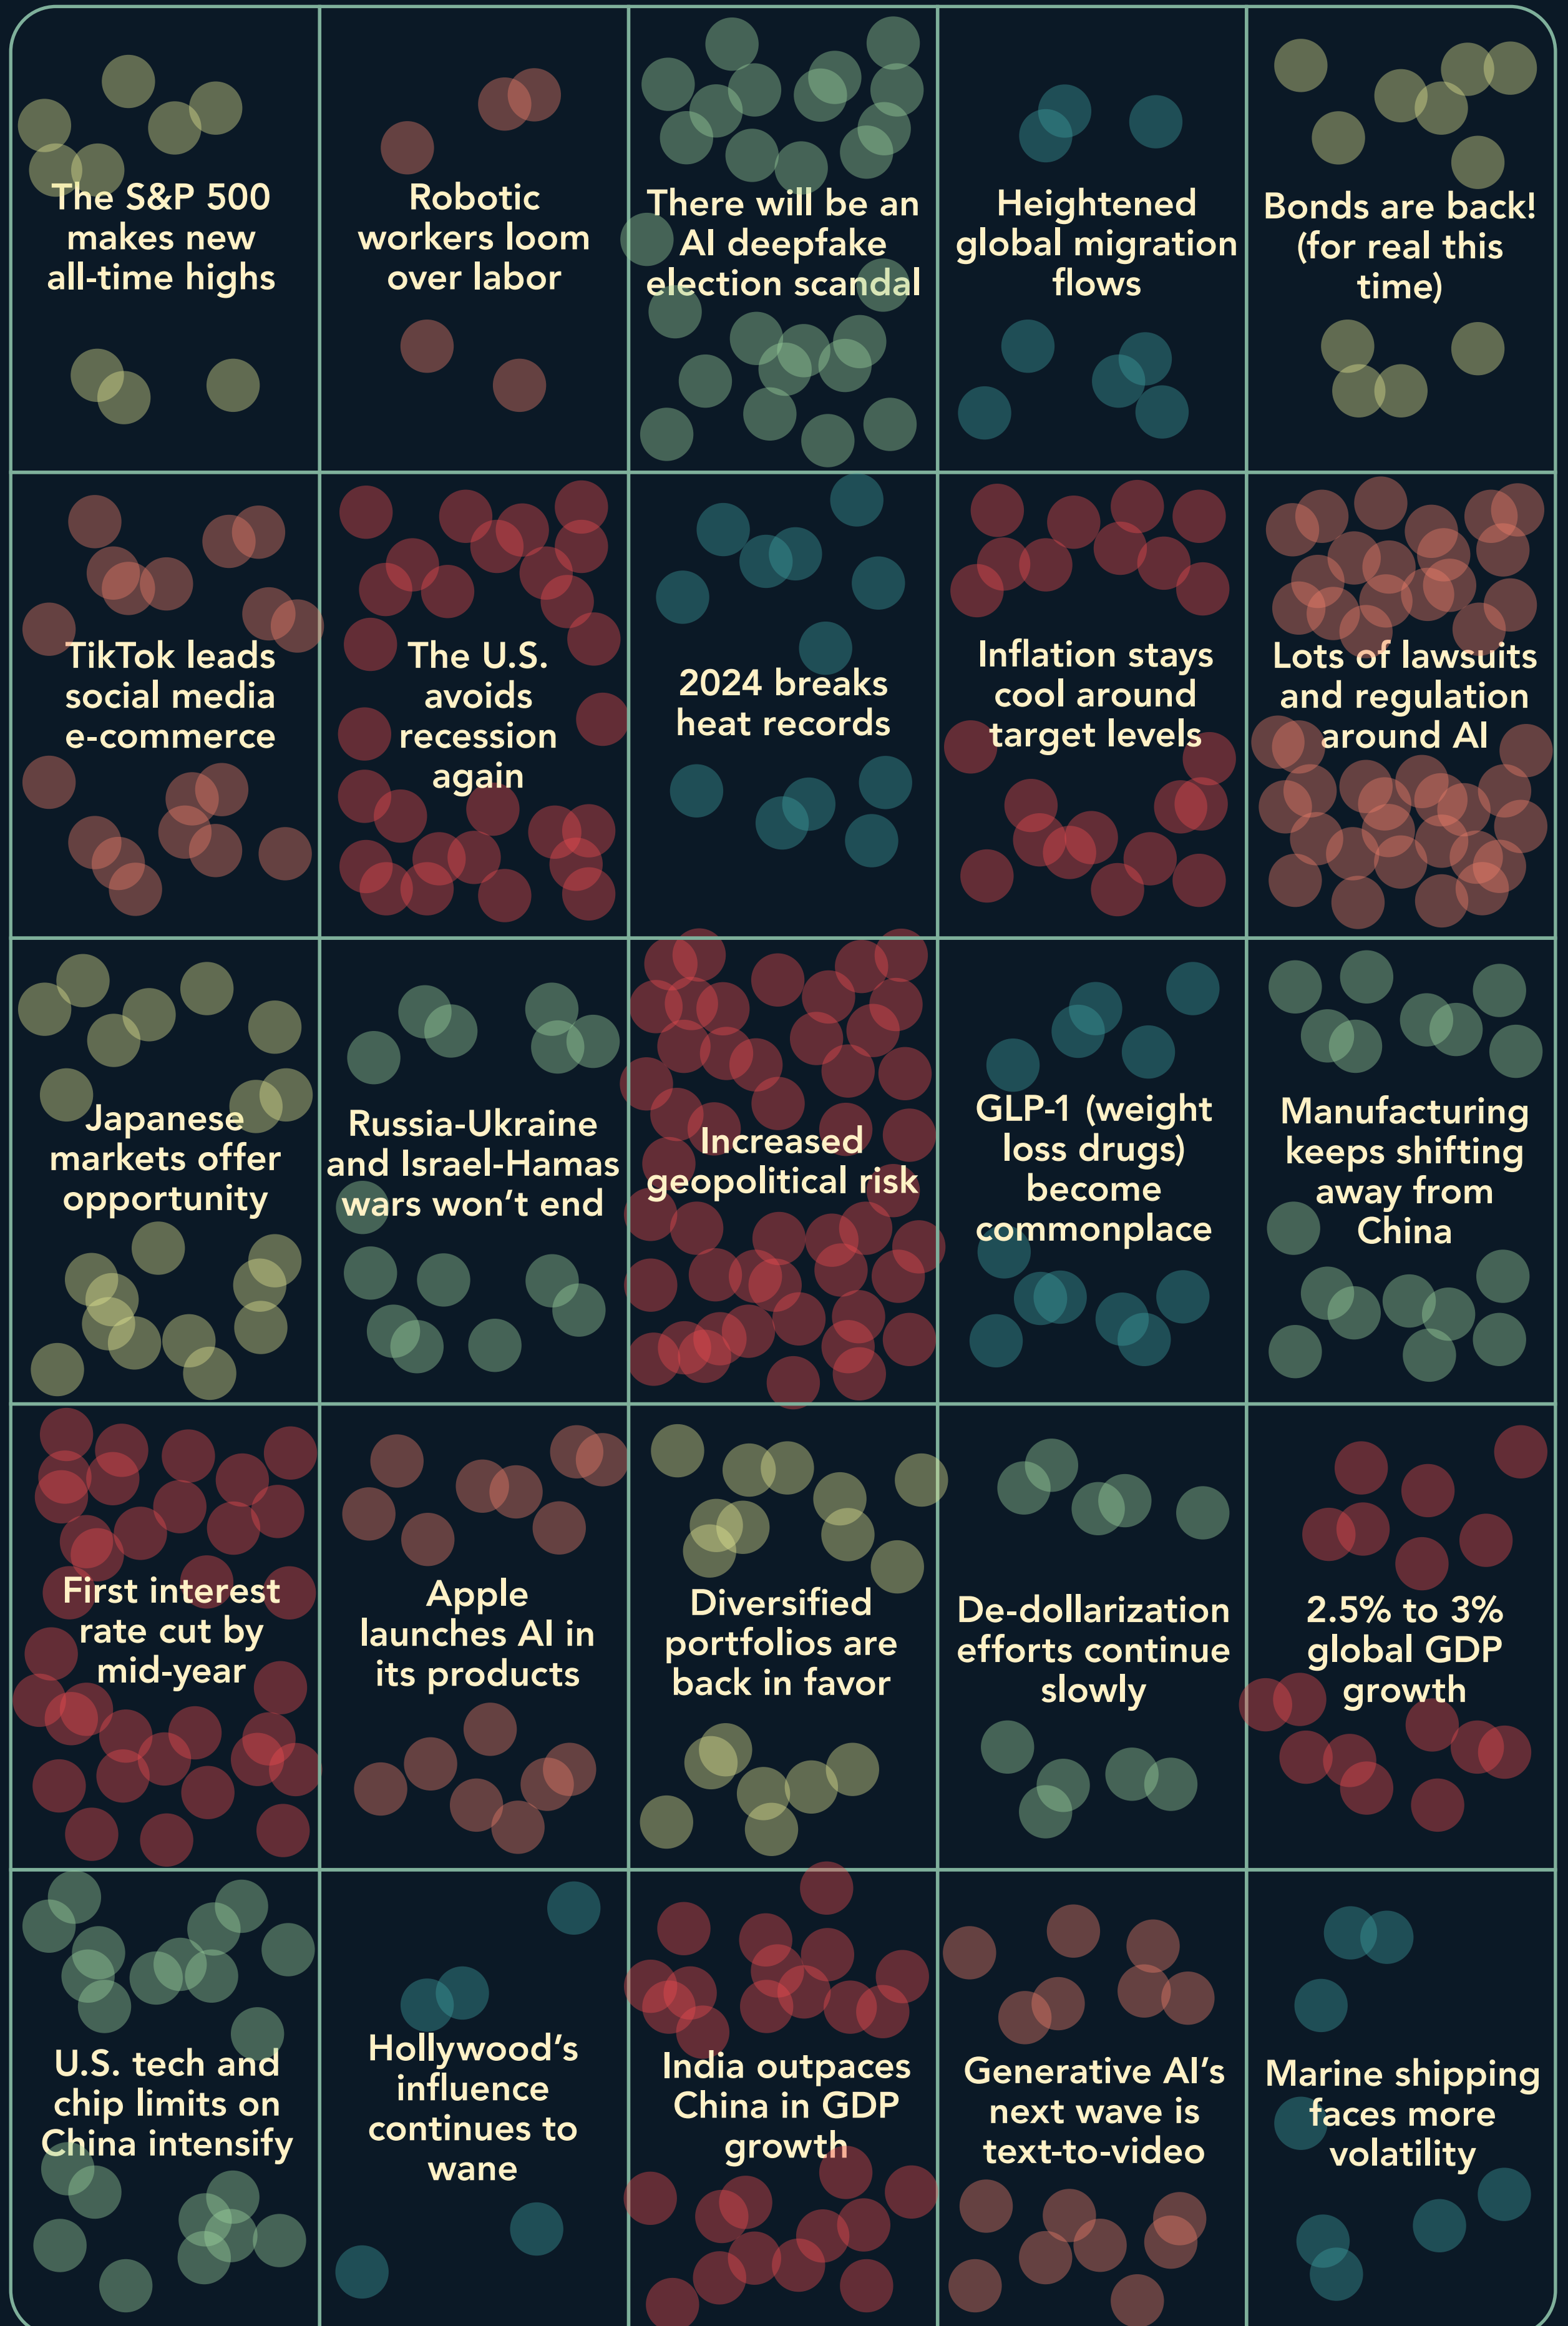 The S&P 500
makes new
all-time highs
Robotic
workers loom
over labor
There will be an
AI deepfake
election scandal
Heightened
global migration
flows
Bonds are back!
(for real this
time)
TikTok leads
social media
e-commerce
The U.S.
avoids
recession
again
2024 breaks
heat records
Inflation stays
cool around
target levels
Lots of lawsuits
and regulation
around AI
Japanese
markets offer
opportunity
Russia-Ukraine
and Israel-Hamas
wars won’t end
Increased
geopolitical risk
GLP-1 (weight
loss drugs)
become
commonplace
Manufacturing
keeps shifting
away from
China
First interest
rate cut by
mid-year
Apple
launches AI in
its products
Diversified
portfolios are
back in favor
De-dollarization
efforts continue
slowly
2.5% to 3%
global GDP
growth
U.S. tech and
chip limits on
China intensify
Hollywood’s
influence
continues to
wane
India outpaces
China in GDP
growth
Generative AI’s
next wave is
text-to-video
Marine shipping
faces more
volatility